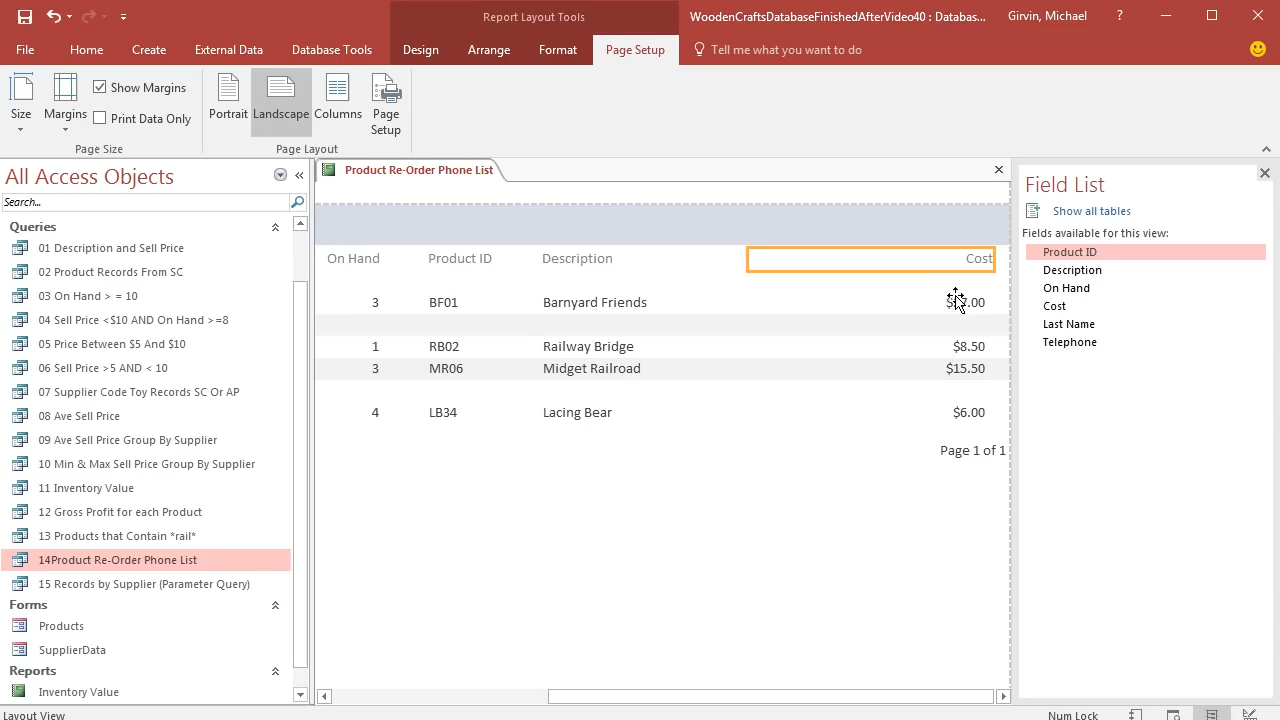 Report Layout Tools
WoodenCraftsDatabaseFinishedAfterVideo40 : Databas...
Girvin, Michael
?
File
Home
Create
External Data
Database Tools
Design
Arrange
Format
Page Setup
Tell me what you want to do
Size
Margins
Show Margins
Print Data Only
Portrait
Landscape
Columns
Page
Setup
Page Size
Page Layout
All Access Objects
Search...
Queries
01 Description and Sell Price
02 Product Records From SC
03 On Hand > = 10
04 Sell Price <$10 AND On Hand >=8
05 Price Between $5 And $10
06 Sell Price >5 AND < 10
07 Supplier Code Toy Records SC Or AP
08 Ave Sell Price
09 Ave Sell Price Group By Supplier
10 Min & Max Sell Price Group By Supplier
11 Inventory Value
12 Gross Profit for each Product
13 Products that Contain *rail*
14Product Re-Order Phone List
15 Records by Supplier (Parameter Query)
Forms
Products
SupplierData
Reports
Inventory Value
Product Re-Order Phone List
On Hand Product ID Description Cost
3 BF01 Barnyard Friends
1 RB02 Railway Bridge $8.50
3 MR06 Midget Railroad $15.50
4 LB34 Lacing Bear $6.00
Page 1 of 1
Field List
Show all tables
Fields available for this view:
Product ID
Description
On Hand
Cost
Last Name
Telephone
Layout View
Num Lock